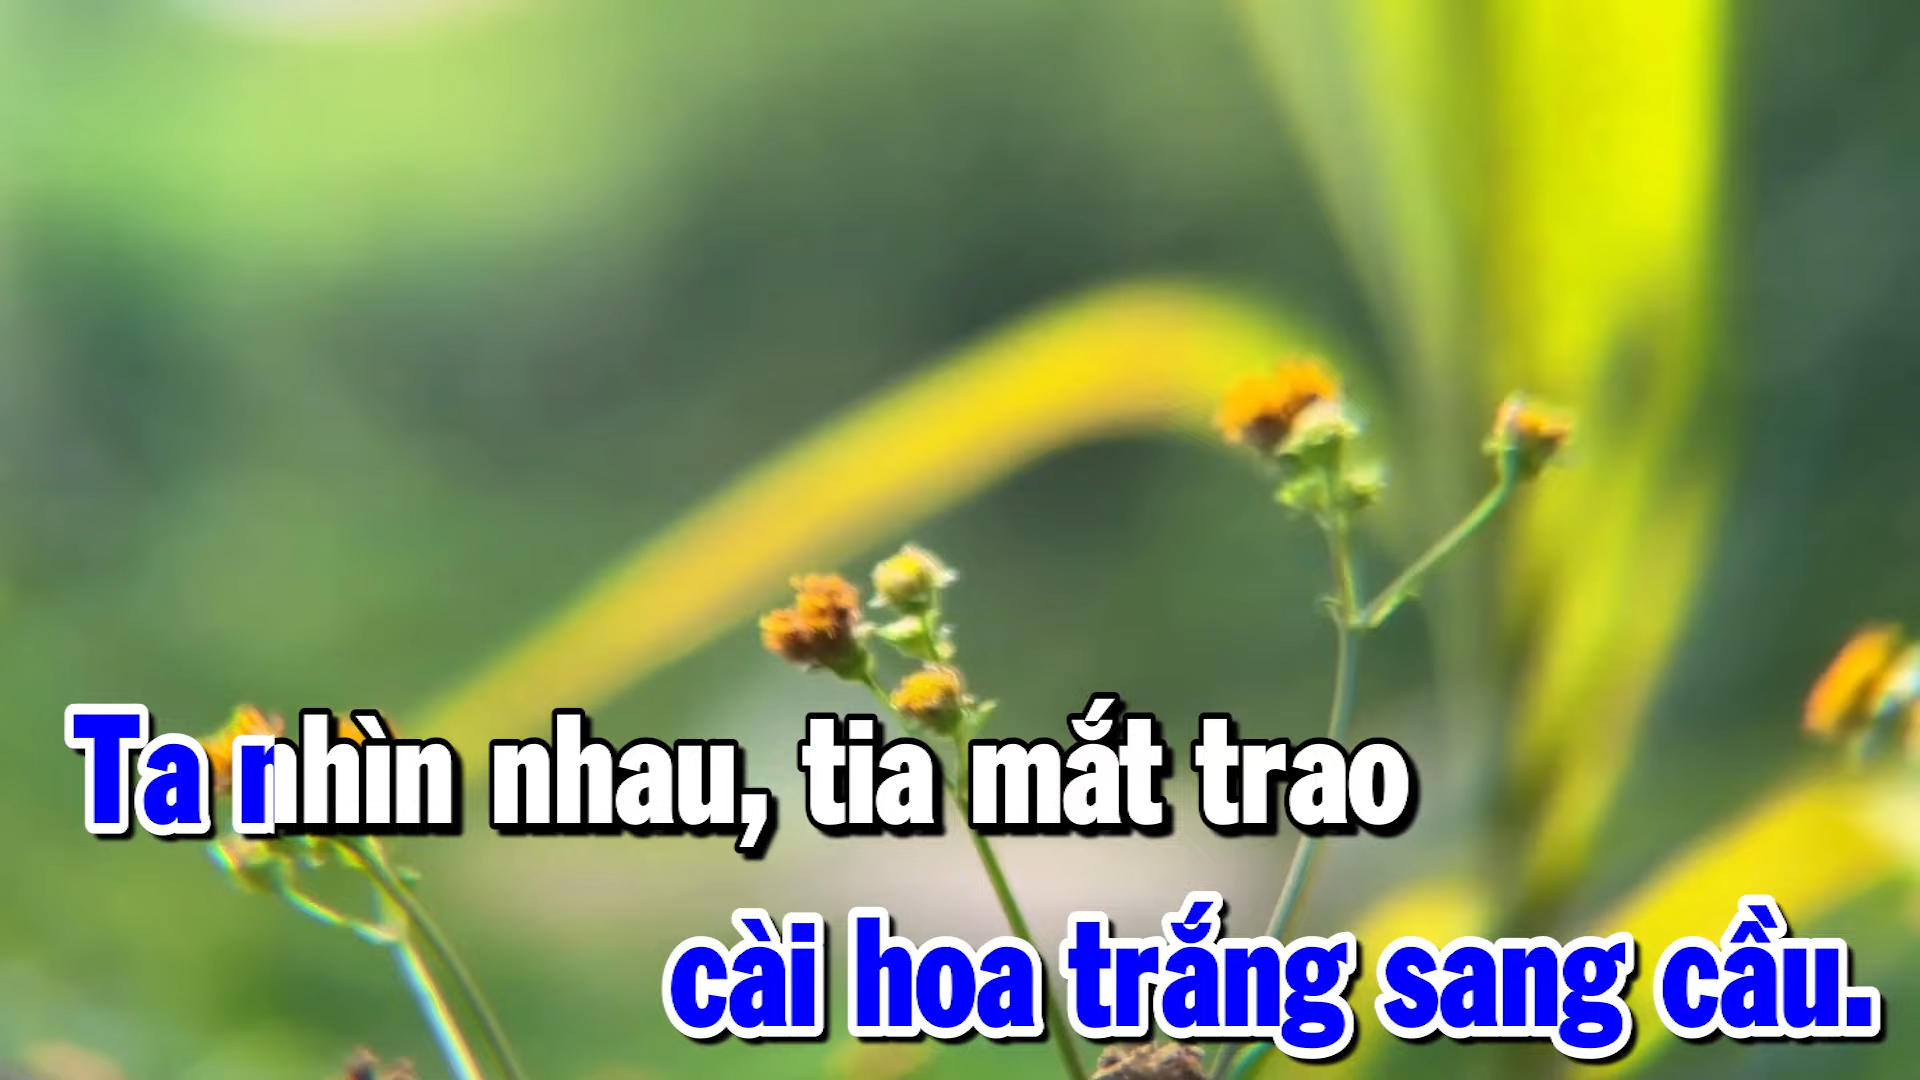 Ta nhìn nhau, tia mắt trao
cài hoa trắng sang cầu.